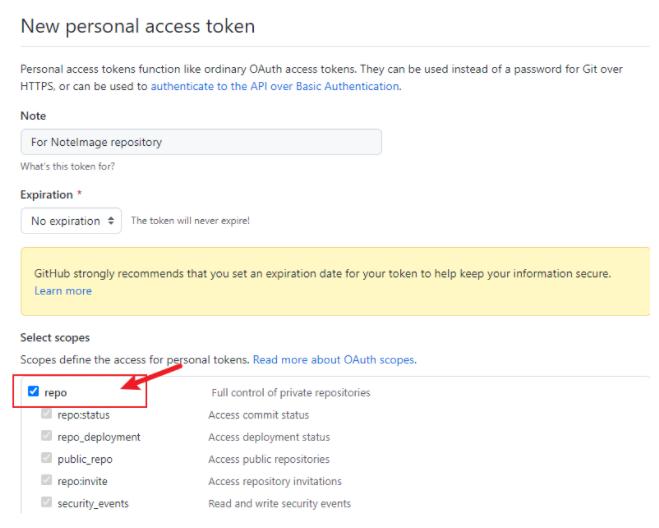 New personal access token
Personal access tokens function like ordinary OAuth access tokens. They can be used instead of a password for Git over
HTTPS, or can be used to authenticate to the API over Basic Authentication.
Note
For NoteImage repository
What's this token for?
Expiration *
No expiration The token will never expire!
GitHub strongly recommends that you set an expiration date for your token to help keep your information secure.
Learn more
Select scopes
Scopes define the access for personal tokens. Read more about OAuth scopes.
repo Full control of private repositories
repo:status Access commit status
repo_deployment Access deployment status
public_repo Access public repositories
repo:invite Access repository invitations
security_events Read and write security events